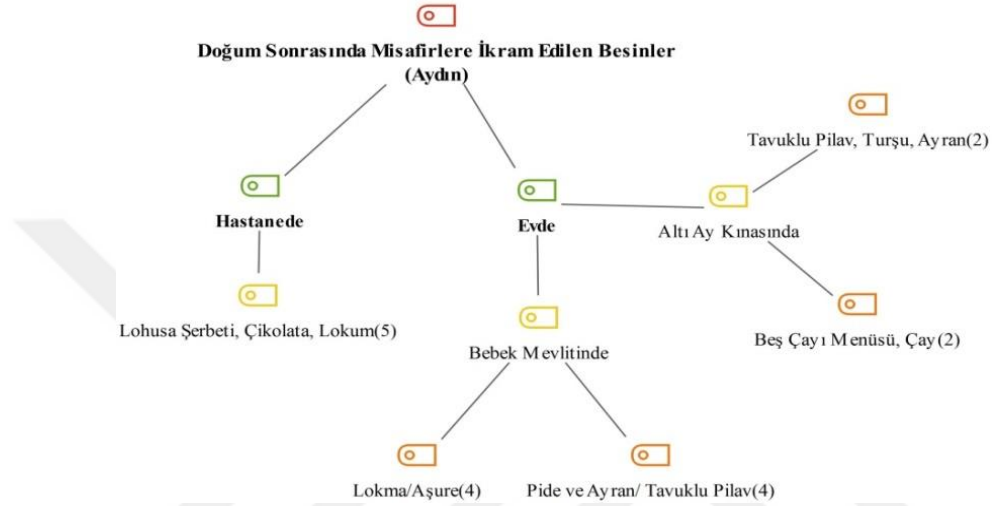 Doğum Sonrasında Misafirlere İkram Edilen Besinler
(Aydın)
Tavuklu Pilav, Turşu, Ayran(2)
Hastanede
Evde
Altı Ay Kınasında
Lohusa Şerbeti, Çikolata, Lokum(5)
Beş Çayı Menüsü, Çay(2)
Bebek Mevlitinde
Lokma/Aşure(4)
Pide ve Ayran/ Tavuklu Pilav(4)